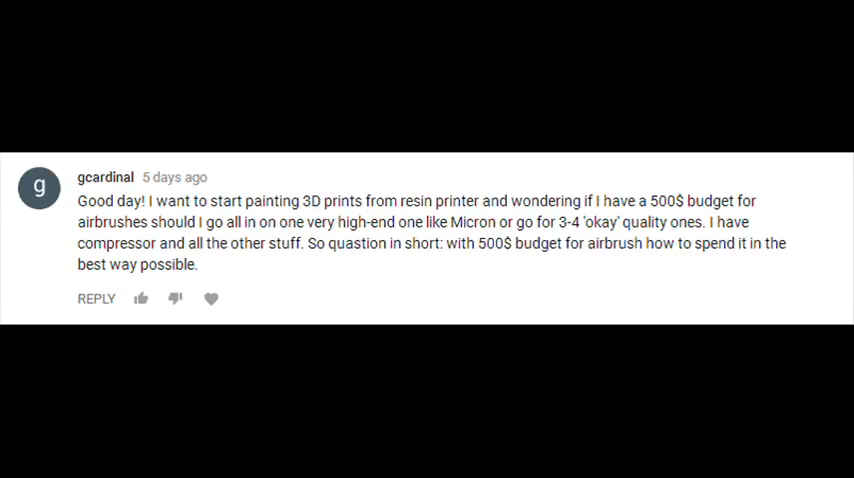 g
gcardinal 5 days ago
Good day! I want to start painting 3D prints from resin printer and wondering if I have a 500$ budget for
airbrushes should I go all in on one very high-end one like Micron or go for 3-4 'okay' quality ones. I have
compressor and all the other stuff. So quastion in short: with 500$ budget for airbrush how to spend it in the
best way possible.
REPLY